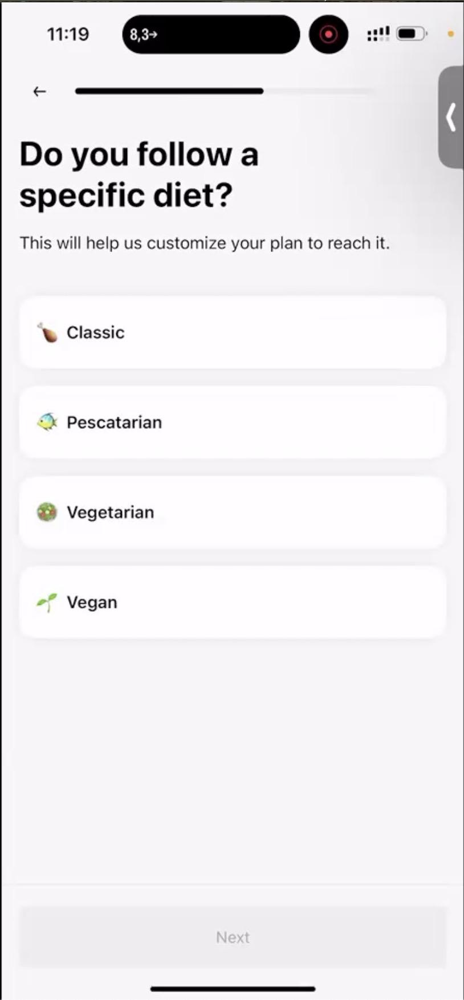 11:19
8,3→
Do you follow a
specific diet?
This will help us customize your plan to reach it.
Classic
Pescatarian
Vegetarian
Vegan
Next